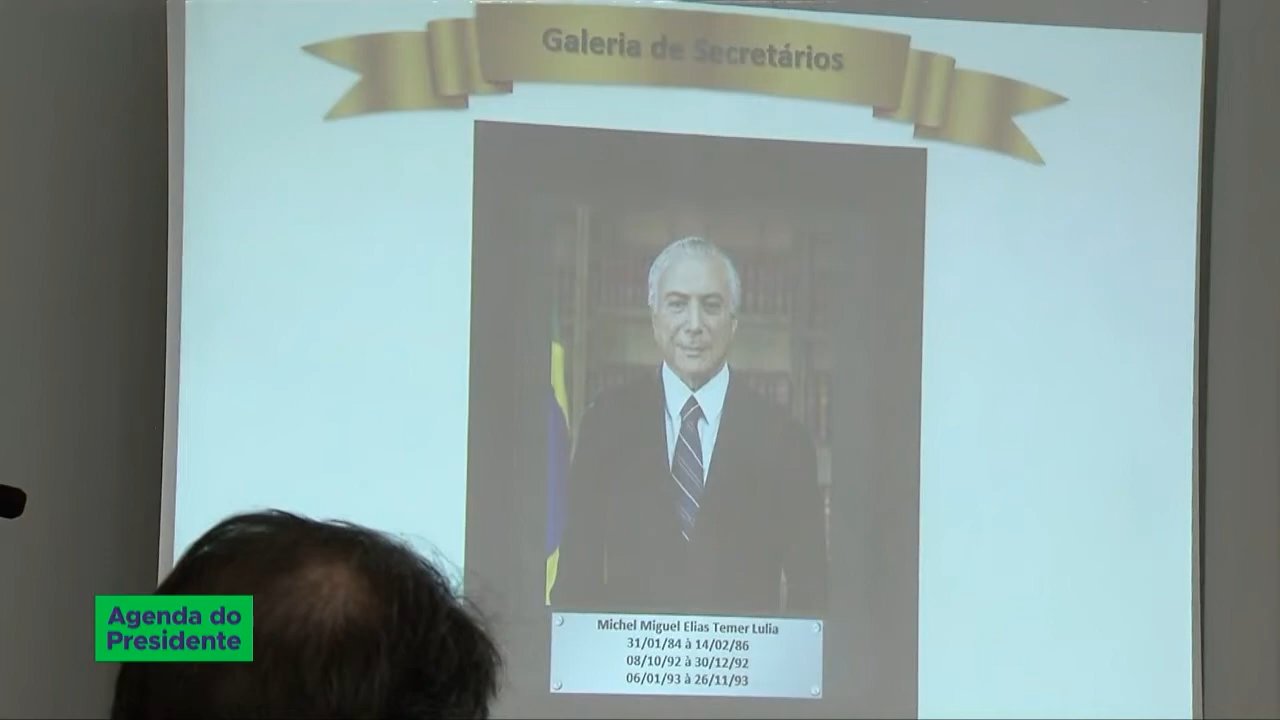 Galeria de Secretários
Michel Miguel Elias Temer Lulia
31/01/84 à 14/02/86
08/10/92 à 30/12/92
06/01/93 à 26/11/93
Agenda do
Presidente